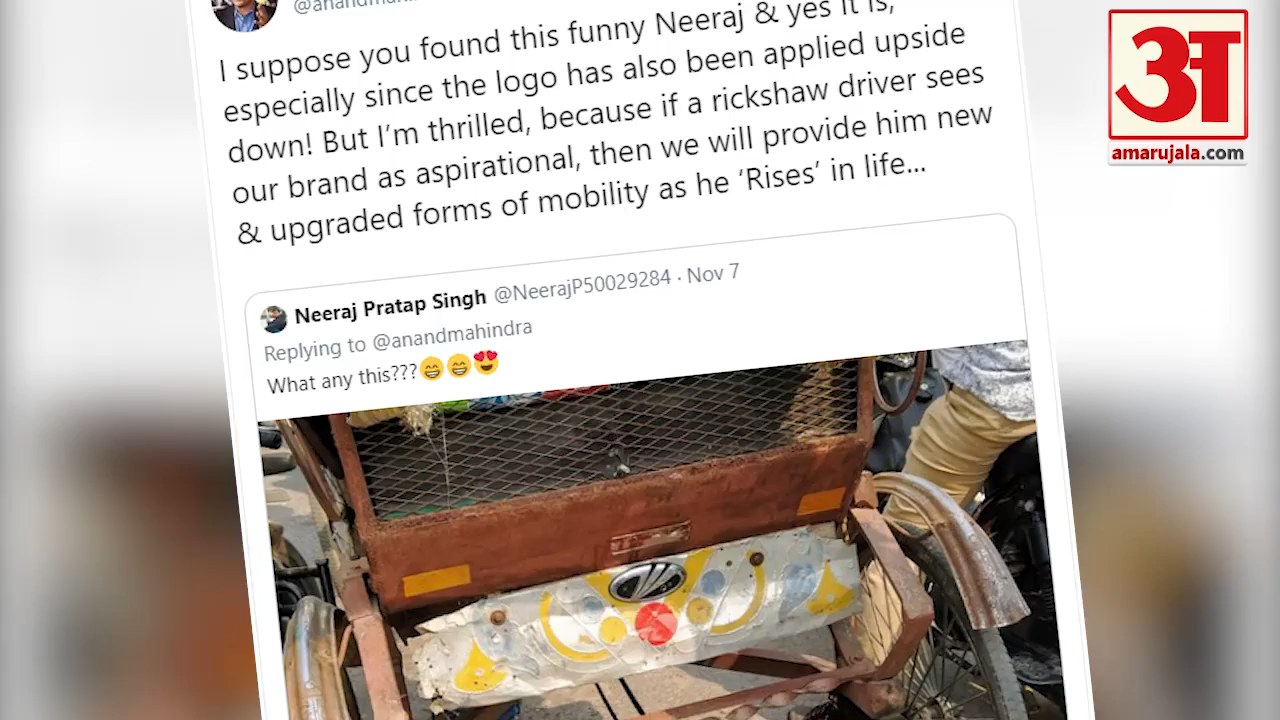 I suppose you found this funny Neeraj & yes it is,
especially since the logo has also been applied upside
down! But I’m thrilled, because if a rickshaw driver sees
our brand as aspirational, then we will provide him new
& upgraded forms of mobility as he ‘Rises’ in life...
Neeraj Pratap Singh @NeerajP50029284 · Nov 7
Replying to @anandmahindra
What any this???😁😁😍
अ
amarujala.com